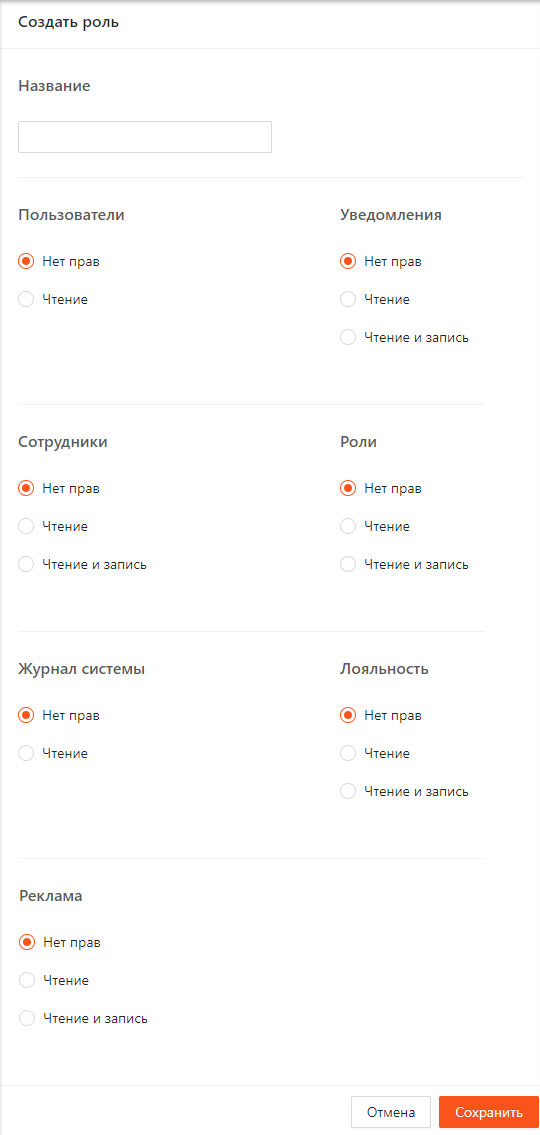 Создать роль
Название
Пользователи
Нет прав
Чтение
Уведомления
Нет прав
Чтение
Чтение и запись
Сотрудники
Нет прав
Чтение
Чтение и запись
Роли
Нет прав
Чтение
Чтение и запись
Журнал системы
Нет прав
Чтение
Лояльность
Нет прав
Чтение
Чтение и запись
Реклама
Нет прав
Чтение
Чтение и запись
Отмена
Сохранить